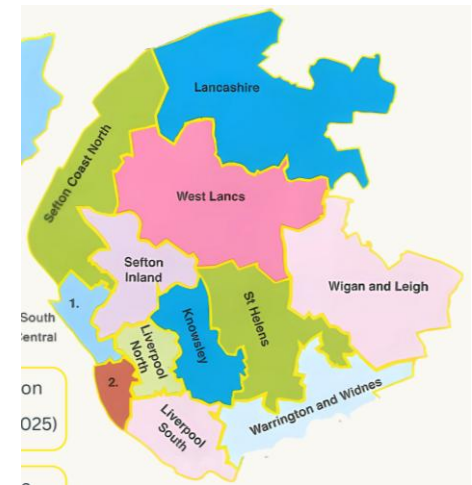 Lancashire
Sefton Coast North
West Lancs
Sefton
Inland
Wigan and Leigh
1.
South
Central
St Helens
Knowsley
Liverpool
North
2.
Warrington and Widnes
Liverpool
South
on
025)